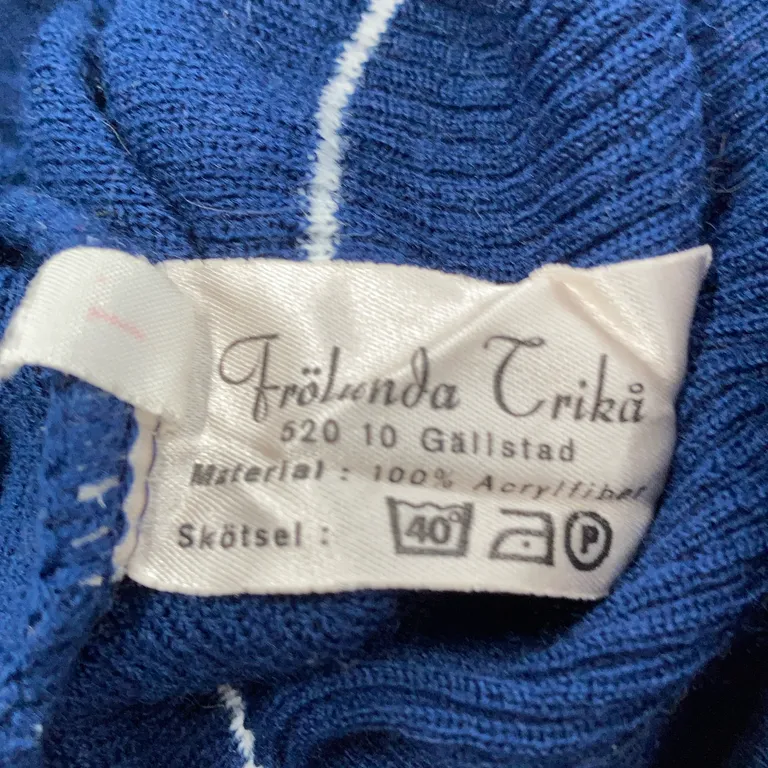 Frölunda Trikå
520 10 Gällstad
Material : 100% Acrylfiber
Skötsel : 40° P